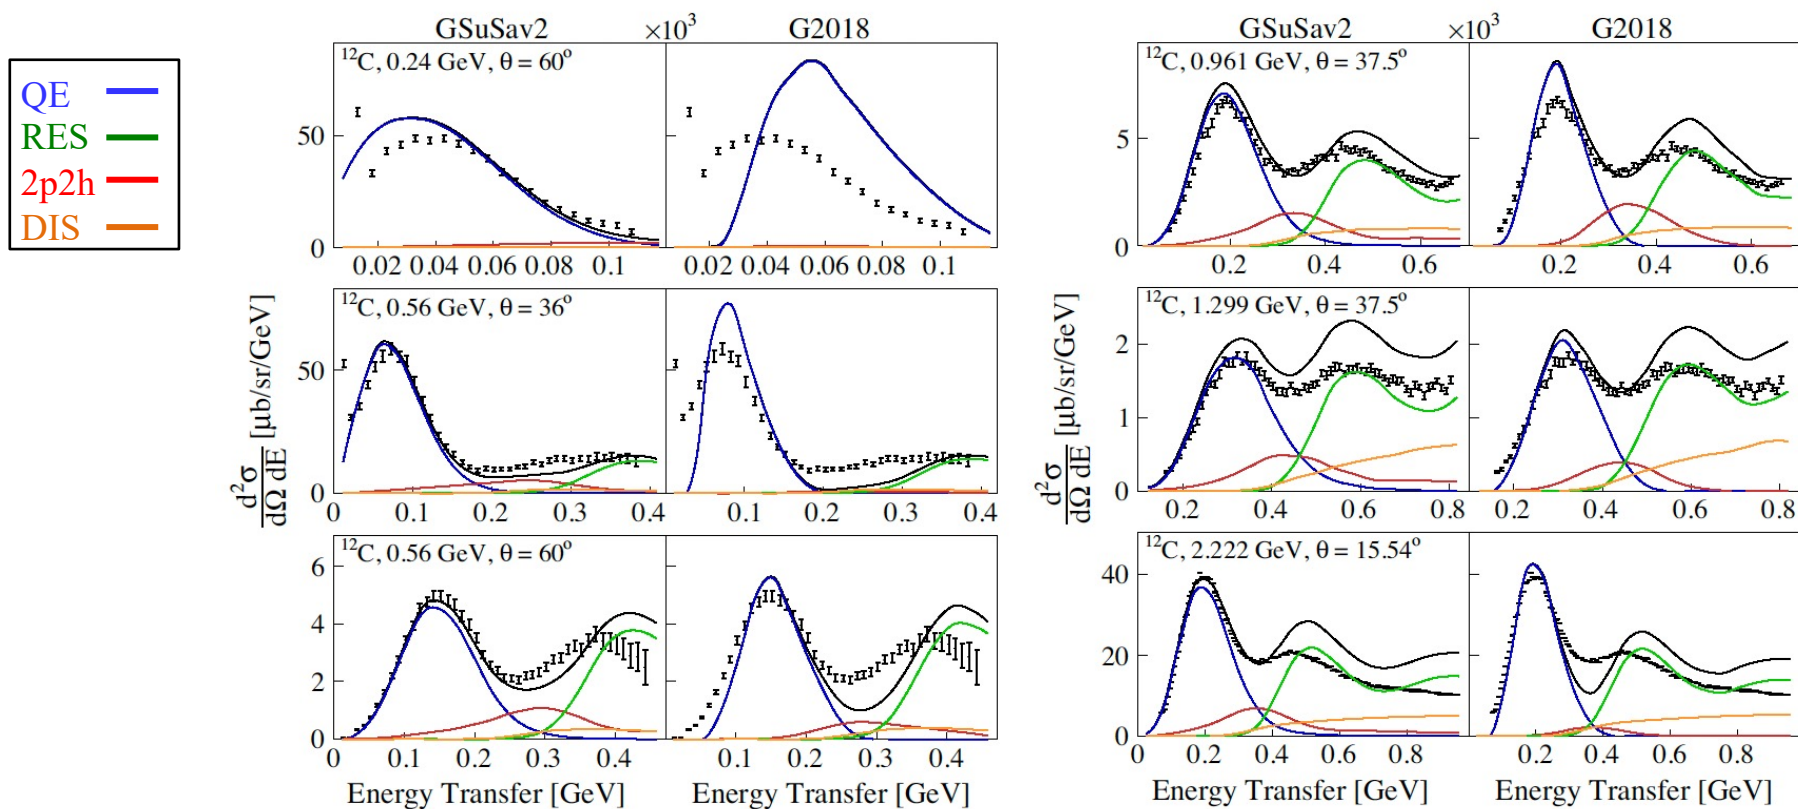 QE
RES
2p2h
DIS
GSuSav2
×10³
G2018
¹²C, 0.24 GeV, θ = 60°
50
0
0.02 0.04 0.06 0.08 0.1
0.02 0.04 0.06 0.08 0.1
¹²C, 0.56 GeV, θ = 36°
50
0
0 0.1 0.2 0.3 0.4
0.1 0.2 0.3 0.4
¹²C, 0.56 GeV, θ = 60°
6
4
2
0
0 0.1 0.2 0.3 0.4
0.1 0.2 0.3 0.4
d²σ
dΩ dE [μb/sr/GeV]
Energy Transfer [GeV]
Energy Transfer [GeV]
GSuSav2
×10³
G2018
¹²C, 0.961 GeV, θ = 37.5°
5
0
0.2 0.4 0.6
0.2 0.4 0.6
¹²C, 1.299 GeV, θ = 37.5°
2
1
0
0.2 0.4 0.6 0.8
0.2 0.4 0.6 0.8
¹²C, 2.222 GeV, θ = 15.54°
40
20
0
0 0.2 0.4 0.6 0.8
0.2 0.4 0.6 0.8
d²σ
dΩ dE [μb/sr/GeV]
Energy Transfer [GeV]
Energy Transfer [GeV]